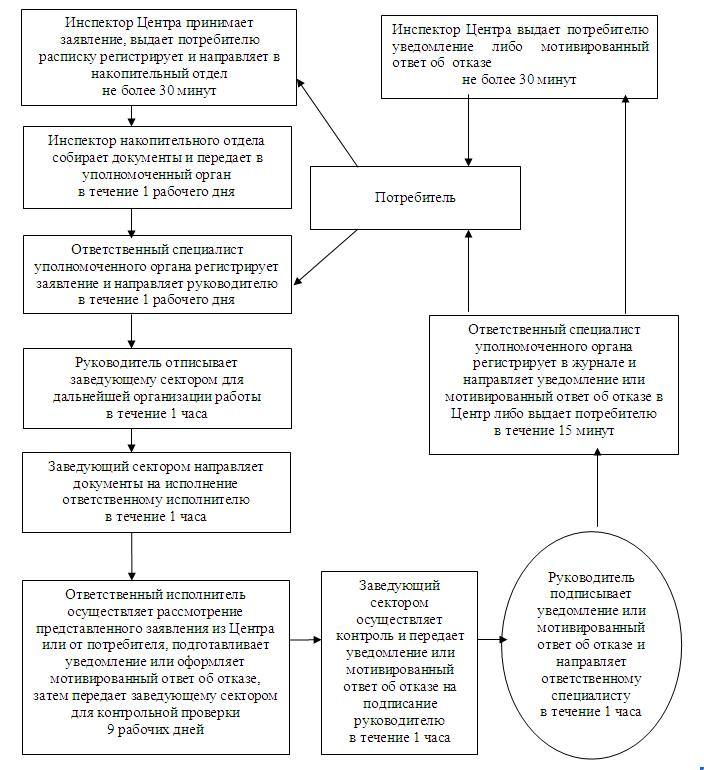 Инспектор Центра принимает
заявление, выдает потребителю
расписку регистрирует и направляет в
накопительный отдел
не более 30 минут
Инспектор Центра выдает потребителю
уведомление либо мотивированный
ответ об отказе
не более 30 минут
Инспектор накопительного отдела
собирает документы и передает в
уполномоченный орган
в течение 1 рабочего дня
Потребитель
Ответственный специалист
уполномоченного органа регистрирует
заявление и направляет руководителю
в течение 1 рабочего дня
Ответственный специалист
уполномоченного органа
регистрирует в журнале и
направляет уведомление или
мотивированный ответ об отказе в
Центр либо выдает потребителю
в течение 15 минут
Руководитель отписывает
заведующему сектором для
дальнейшей организации работы
в течение 1 часа
Заведующий сектором направляет
документы на исполнение
ответственному исполнителю
в течение 1 часа
Ответственный исполнитель
осуществляет рассмотрение
представленного заявления из Центра
или от потребителя, подготавливает
уведомление или оформляет
мотивированный ответ об отказе,
затем передает заведующему сектором
для контрольной проверки
9 рабочих дней
Заведующий
сектором
осуществляет
контроль и передает
уведомление или
мотивированный
ответ об отказе на
подписание
руководителю
в течение 1 часа
Руководитель
подписывает
уведомление или
мотивированный
ответ об отказе и
направляет
ответственному
специалисту
в течение 1 часа